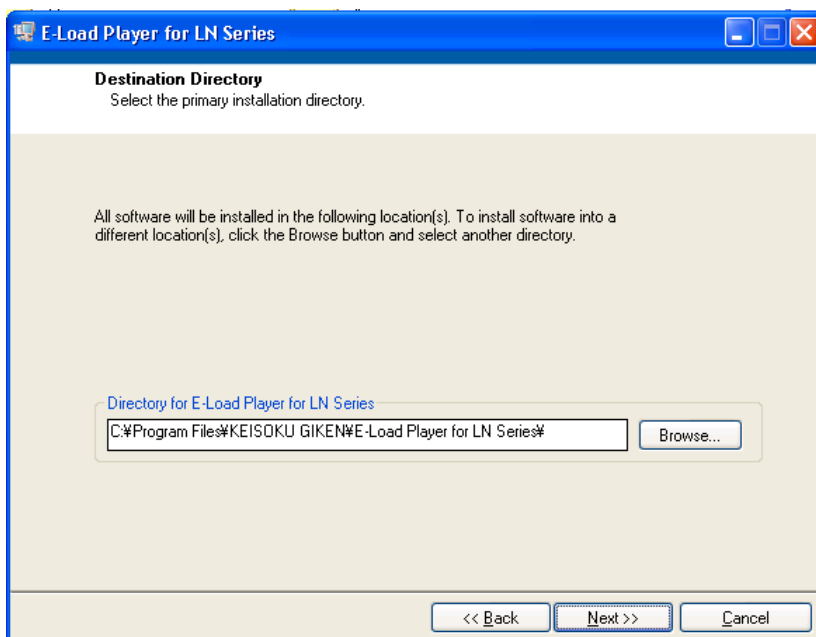 E-Load Player for LN Series
Destination Directory
Select the primary installation directory.
All software will be installed in the following location(s). To install software into a
different location(s), click the Browse button and select another directory.
Directory for E-Load Player for LN Series
C:¥Program Files¥KEISOKU GIKEN¥E-Load Player for LN Series¥
Browse...
<< Back
Next >>
Cancel